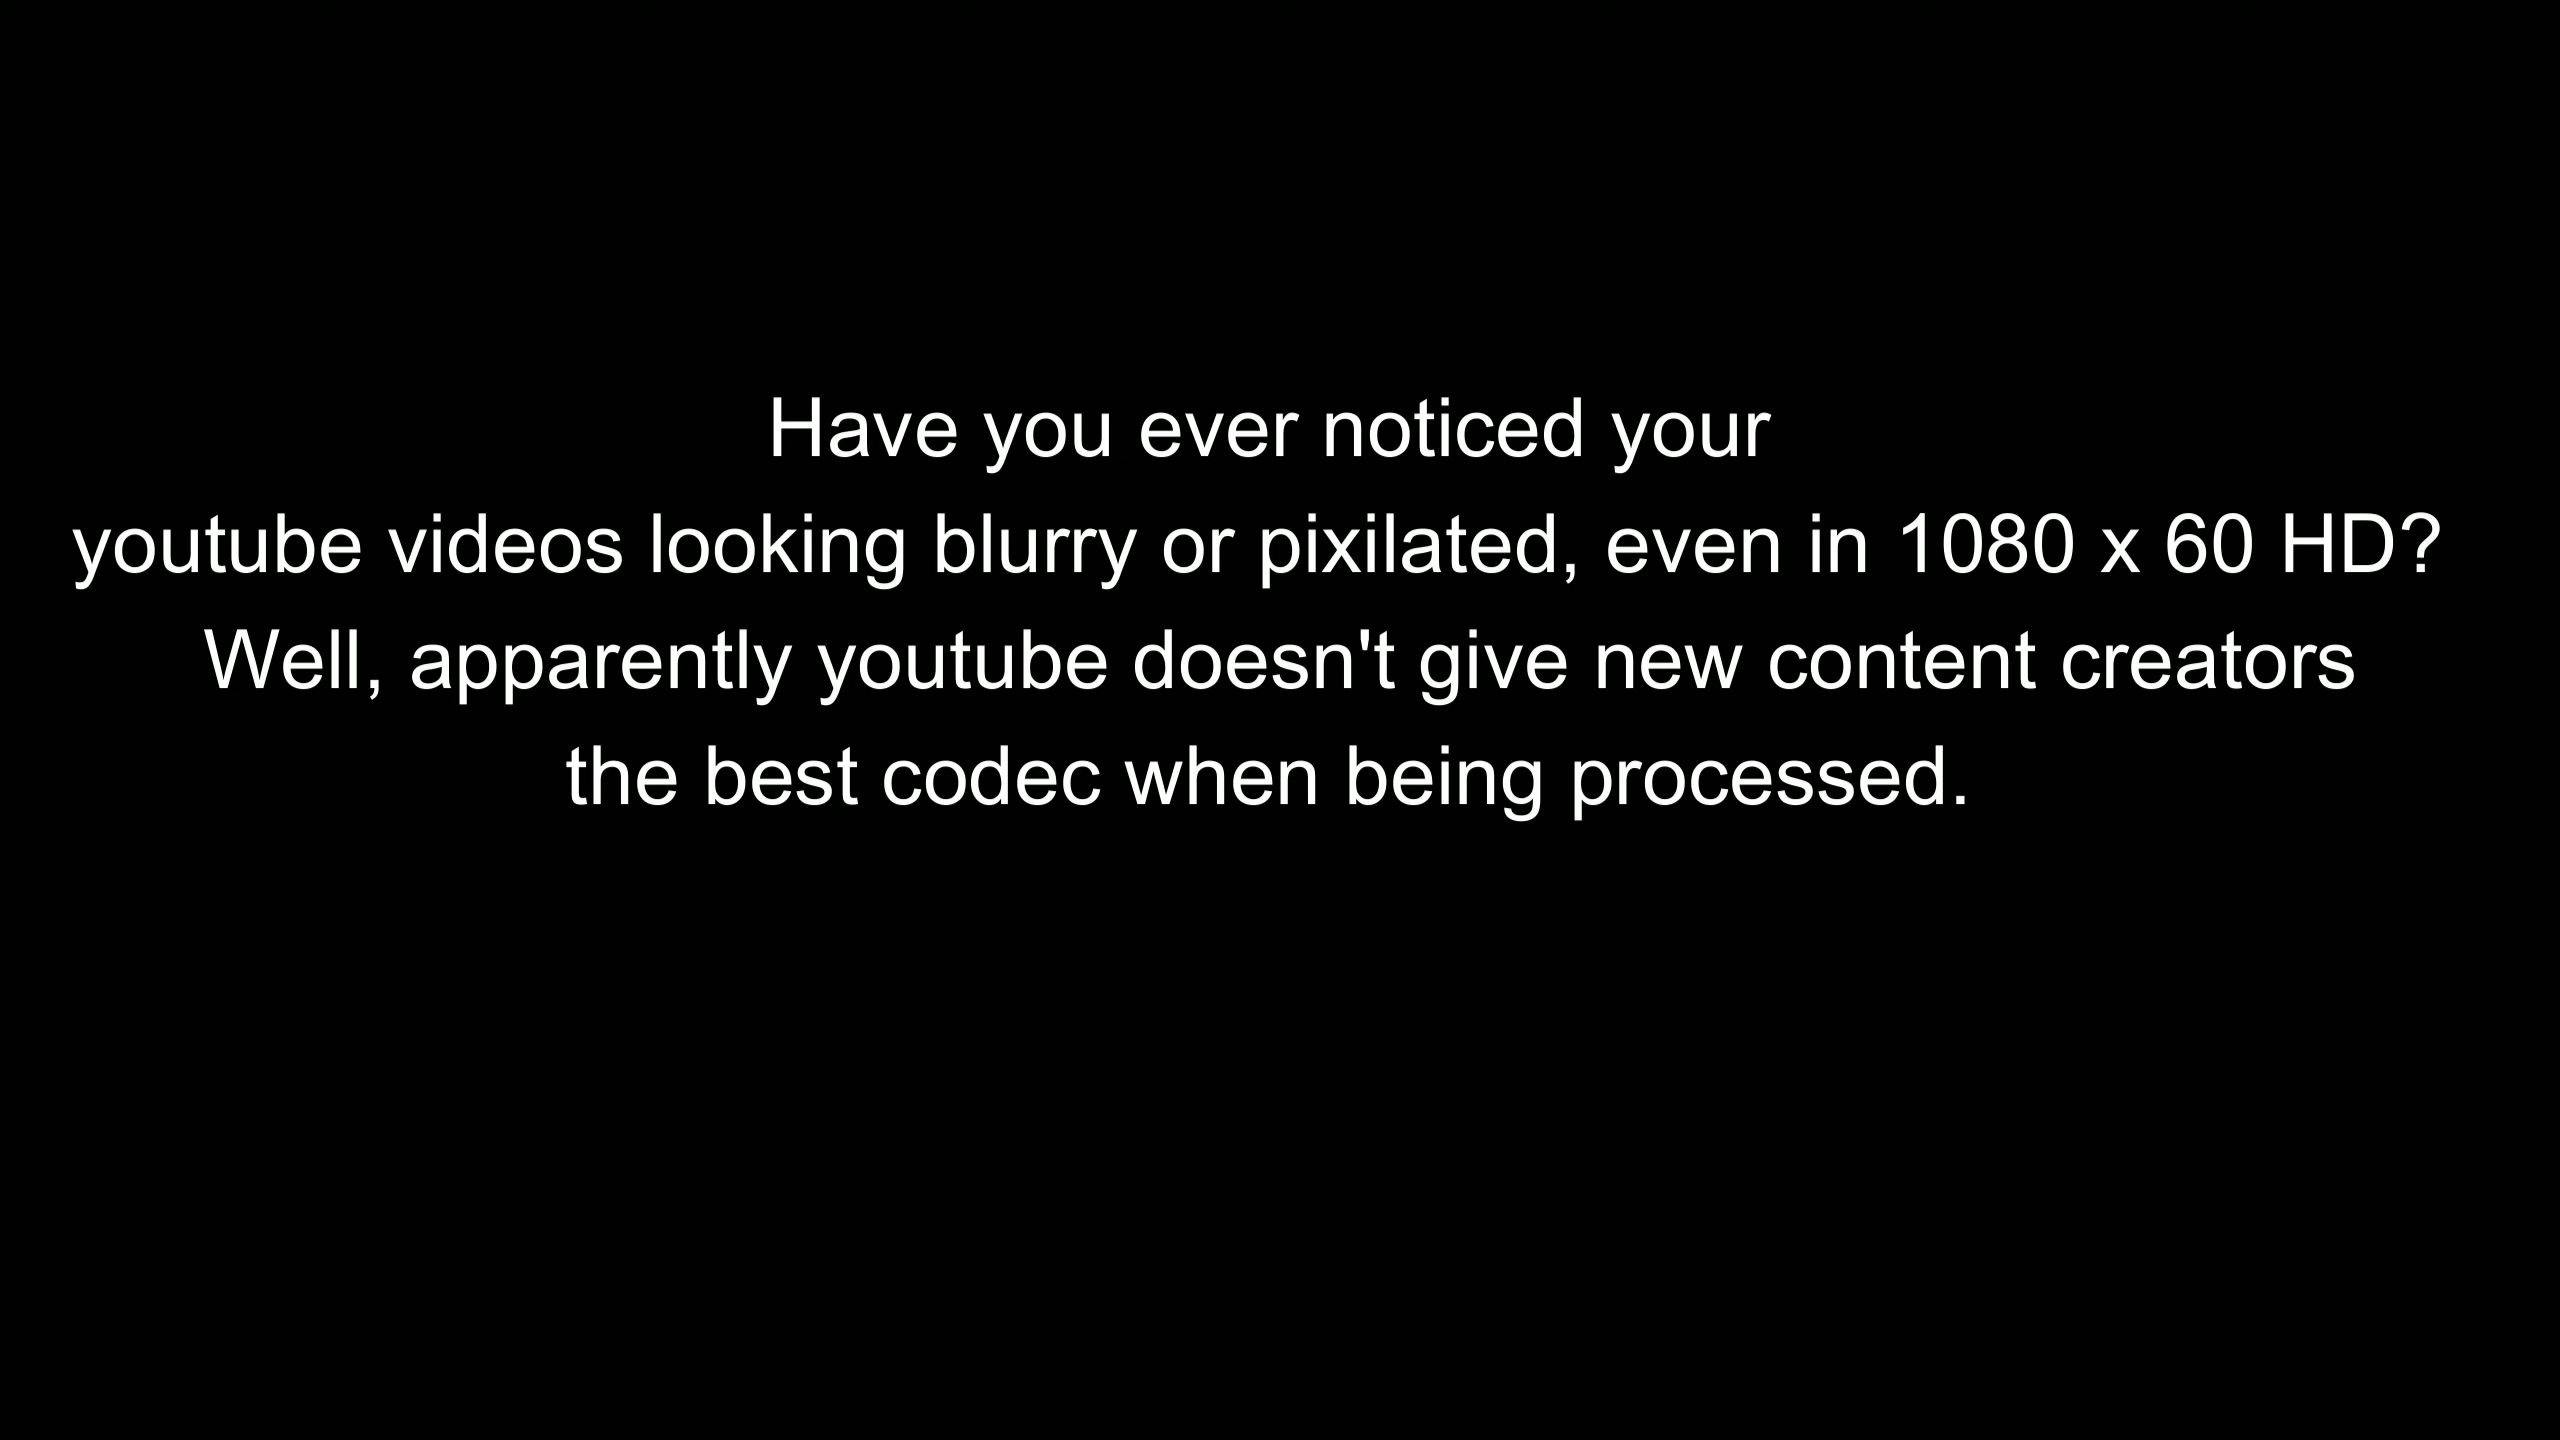 Have you ever noticed your
youtube videos looking blurry or pixilated, even in 1080 x 60 HD?
Well, apparently youtube doesn't give new content creators
the best codec when being processed.